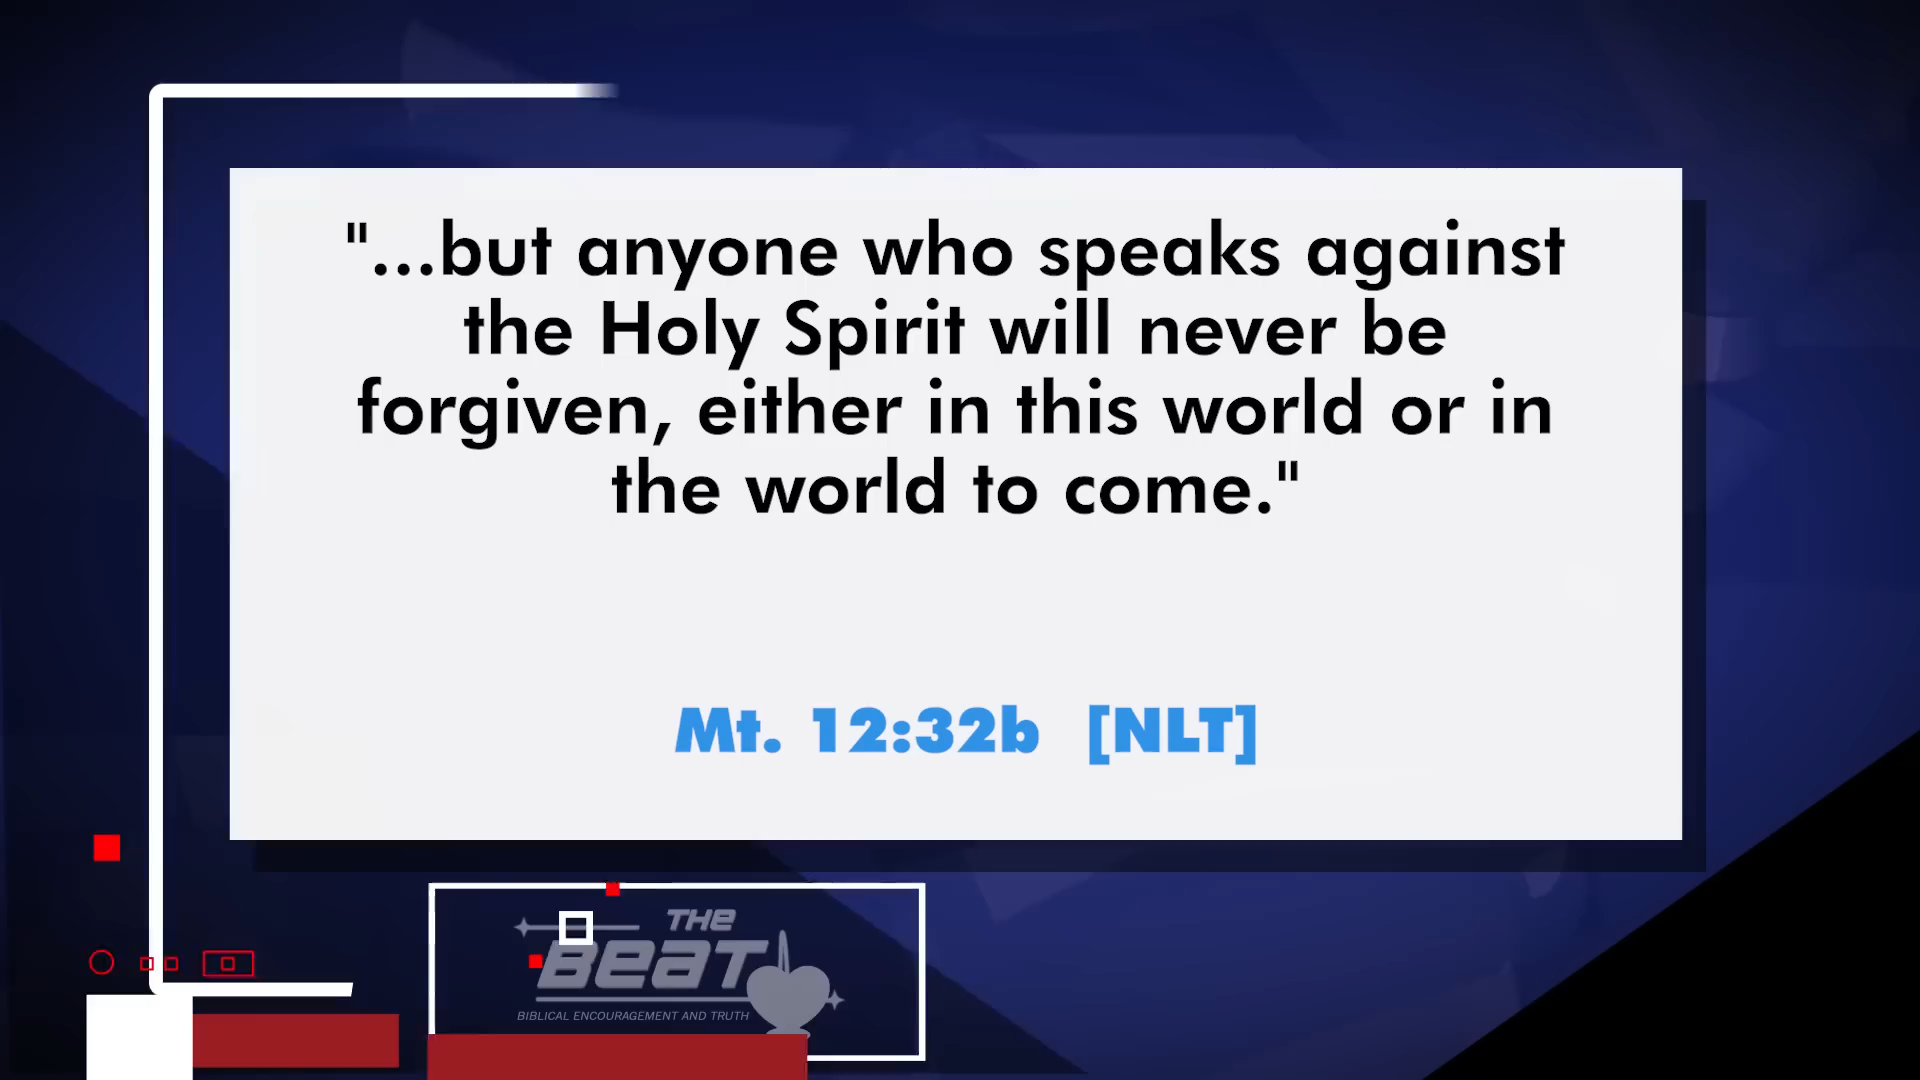 "...but anyone who speaks against
the Holy Spirit will never be
forgiven, either in this world or in
the world to come."
Mt. 12:32b [NLT]
THE
BEAT
BIBLICAL ENCOURAGEMENT AND TRUTH